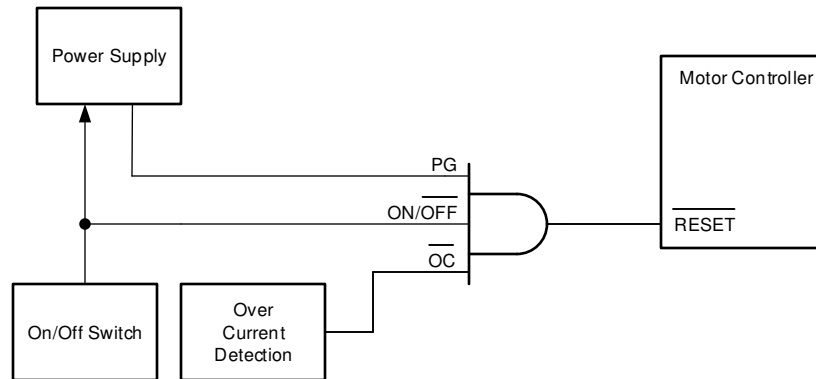 Power Supply
Motor Controller
PG
ON/OFF
RESET
OC
On/Off Switch
Over
Current
Detection